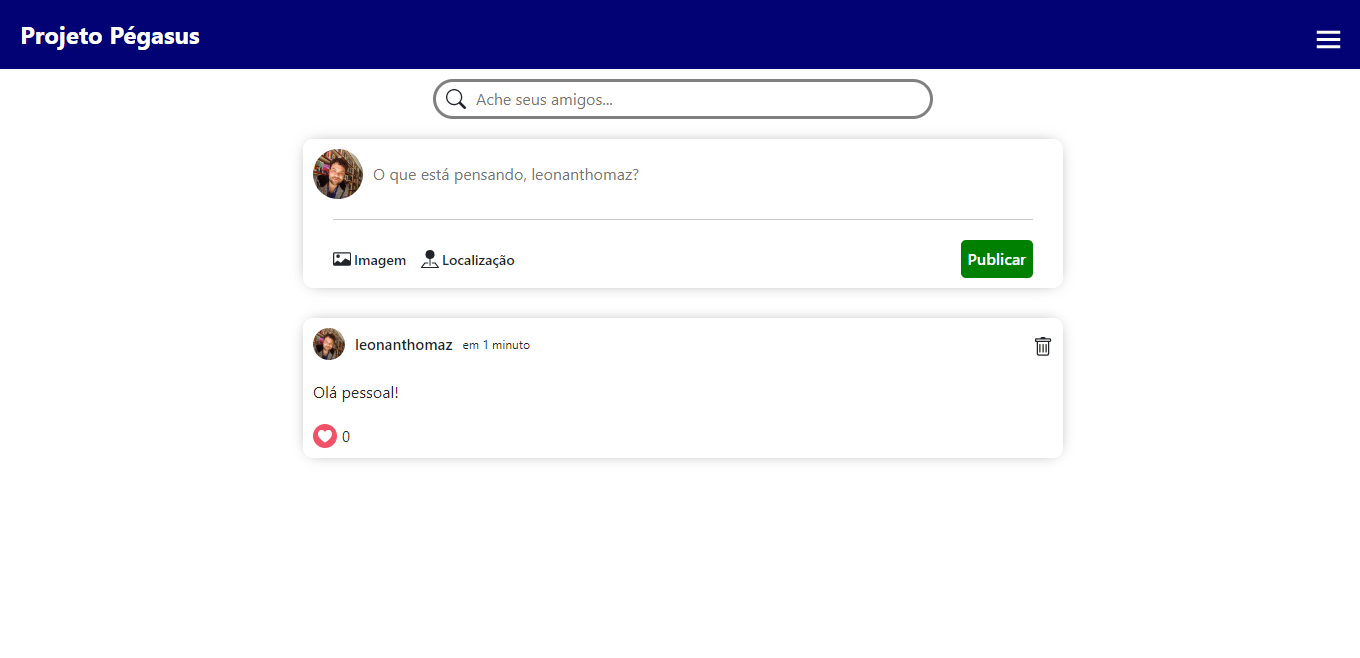 Projeto Pégasus
Ache seus amigos...
O que está pensando, leonanthomaz?
Imagem Localização Publicar
leonanthomaz em 1 minuto
Olá pessoal!
0